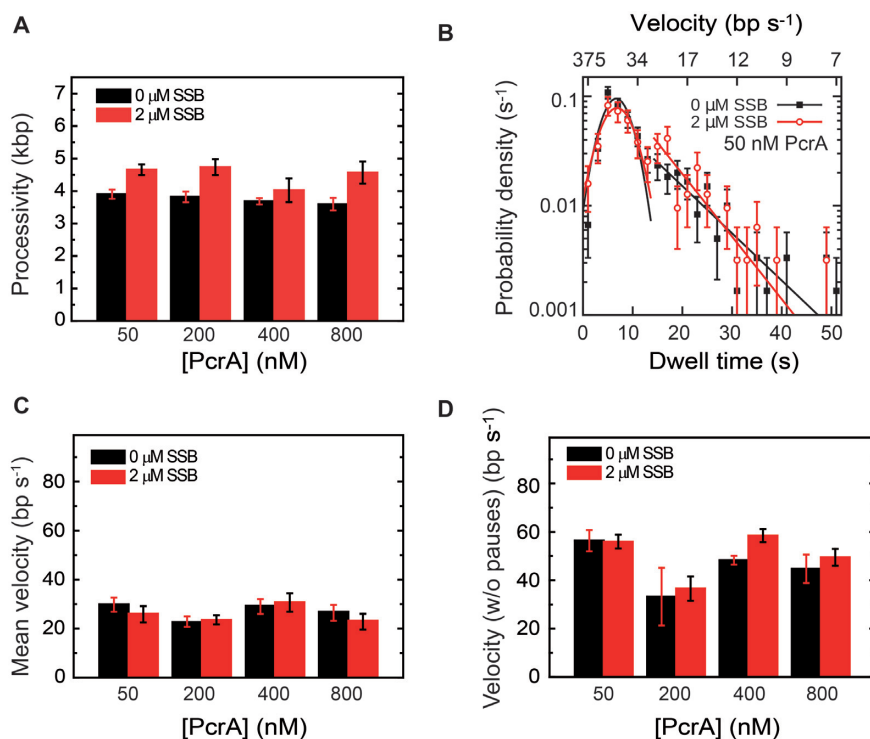 A
Processivity (kbp)
7
6
5
4
3
2
1
0
0 μM SSB
2 μM SSB
50 200 400 800
[PcrA] (nM)
B
Velocity (bp s⁻¹)
375 34 17 12 9 7
Probability density (s⁻¹)
0.1
0.01
0.001
0 μM SSB
2 μM SSB
50 nM PcrA
0 10 20 30 40 50
Dwell time (s)
C
Mean velocity (bp s⁻¹)
80
60
40
20
0
0 μM SSB
2 μM SSB
50 200 400 800
[PcrA] (nM)
D
Velocity (w/o pauses) (bp s⁻¹)
80
60
40
20
0
0 μM SSB
2 μM SSB
50 200 400 800
[PcrA] (nM)